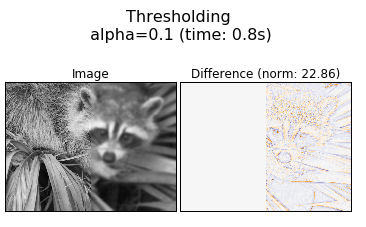 Thresholding
alpha=0.1 (time: 0.8s)
Image
Difference (norm: 22.86)